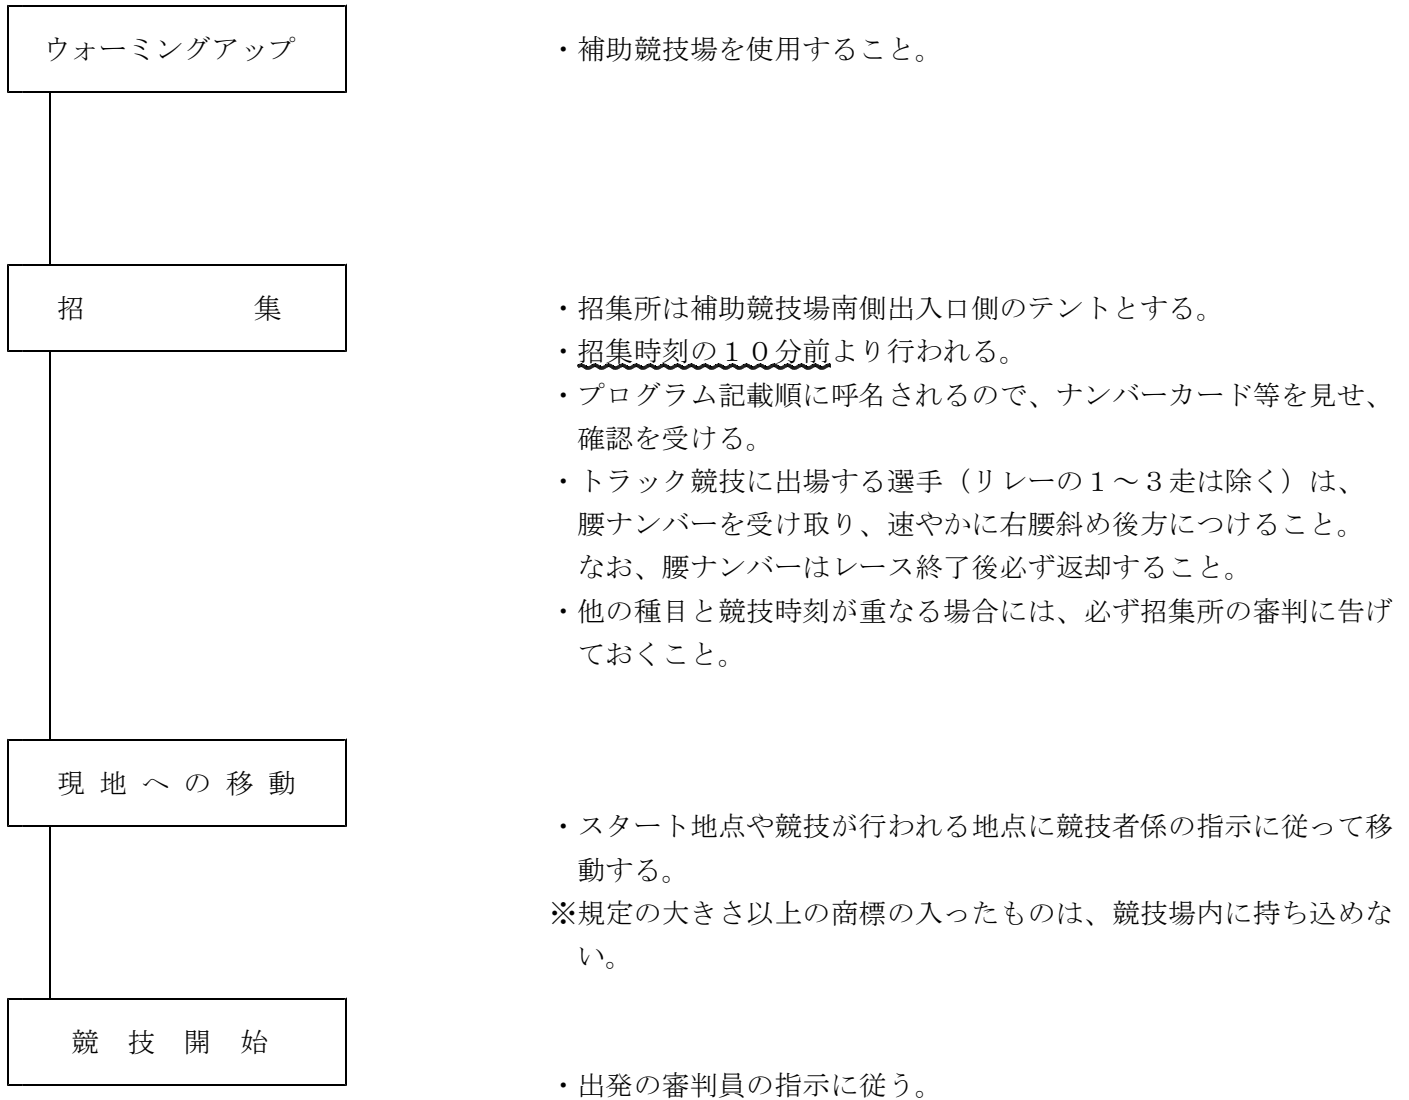 ウォーミングアップ
・補助競技場を使用すること。
招　　　　　　集
・招集所は補助競技場南側出入口側のテントとする。
・招集時刻の１０分前より行われる。
・プログラム記載順に呼名されるので、ナンバーカード等を見せ、
確認を受ける。
・トラック競技に出場する選手（リレーの１～３走は除く）は、
腰ナンバーを受け取り、速やかに右腰斜め後方につけること。
なお、腰ナンバーはレース終了後必ず返却すること。
・他の種目と競技時刻が重なる場合には、必ず招集所の審判に告げ
ておくこと。
現 地 へ の 移 動
・スタート地点や競技が行われる地点に競技者係の指示に従って移
動する。
※規定の大きさ以上の商標の入ったものは、競技場内に持ち込めな
い。
競　技　開　始
・出発の審判員の指示に従う。